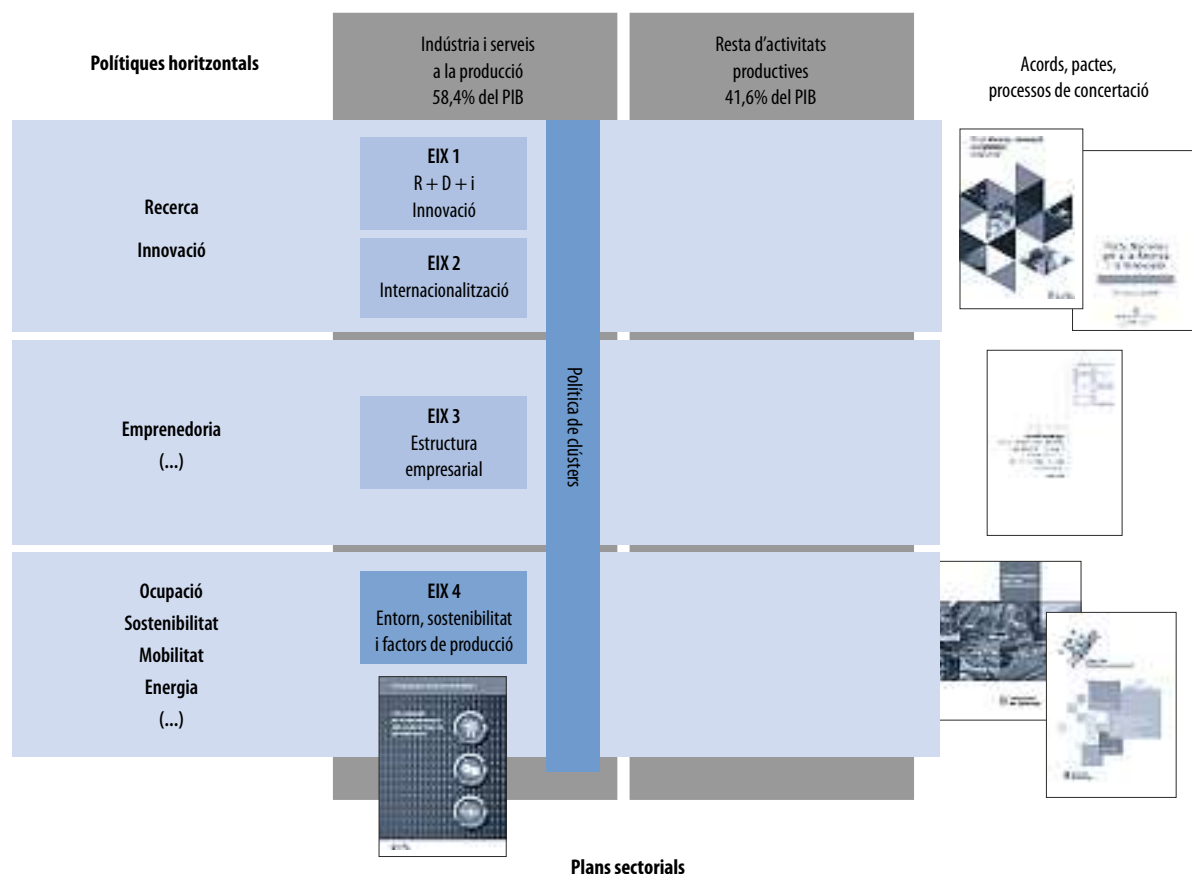 Polítiques horitzontals
Indústria i serveis
a la producció
58,4% del PIB
Resta d'activitats
productives
41,6% del PIB
Acords, pactes,
processos de concertació
Recerca
Innovació
EIX 1
R + D + i
Innovació
EIX 2
Internacionalització
Política de clústers
Emprenedoria
(...)
EIX 3
Estructura
empresarial
Ocupació
Sostenibilitat
Mobilitat
Energia
(...)
EIX 4
Entorn, sostenibilitat
i factors de producció
Plans sectorials